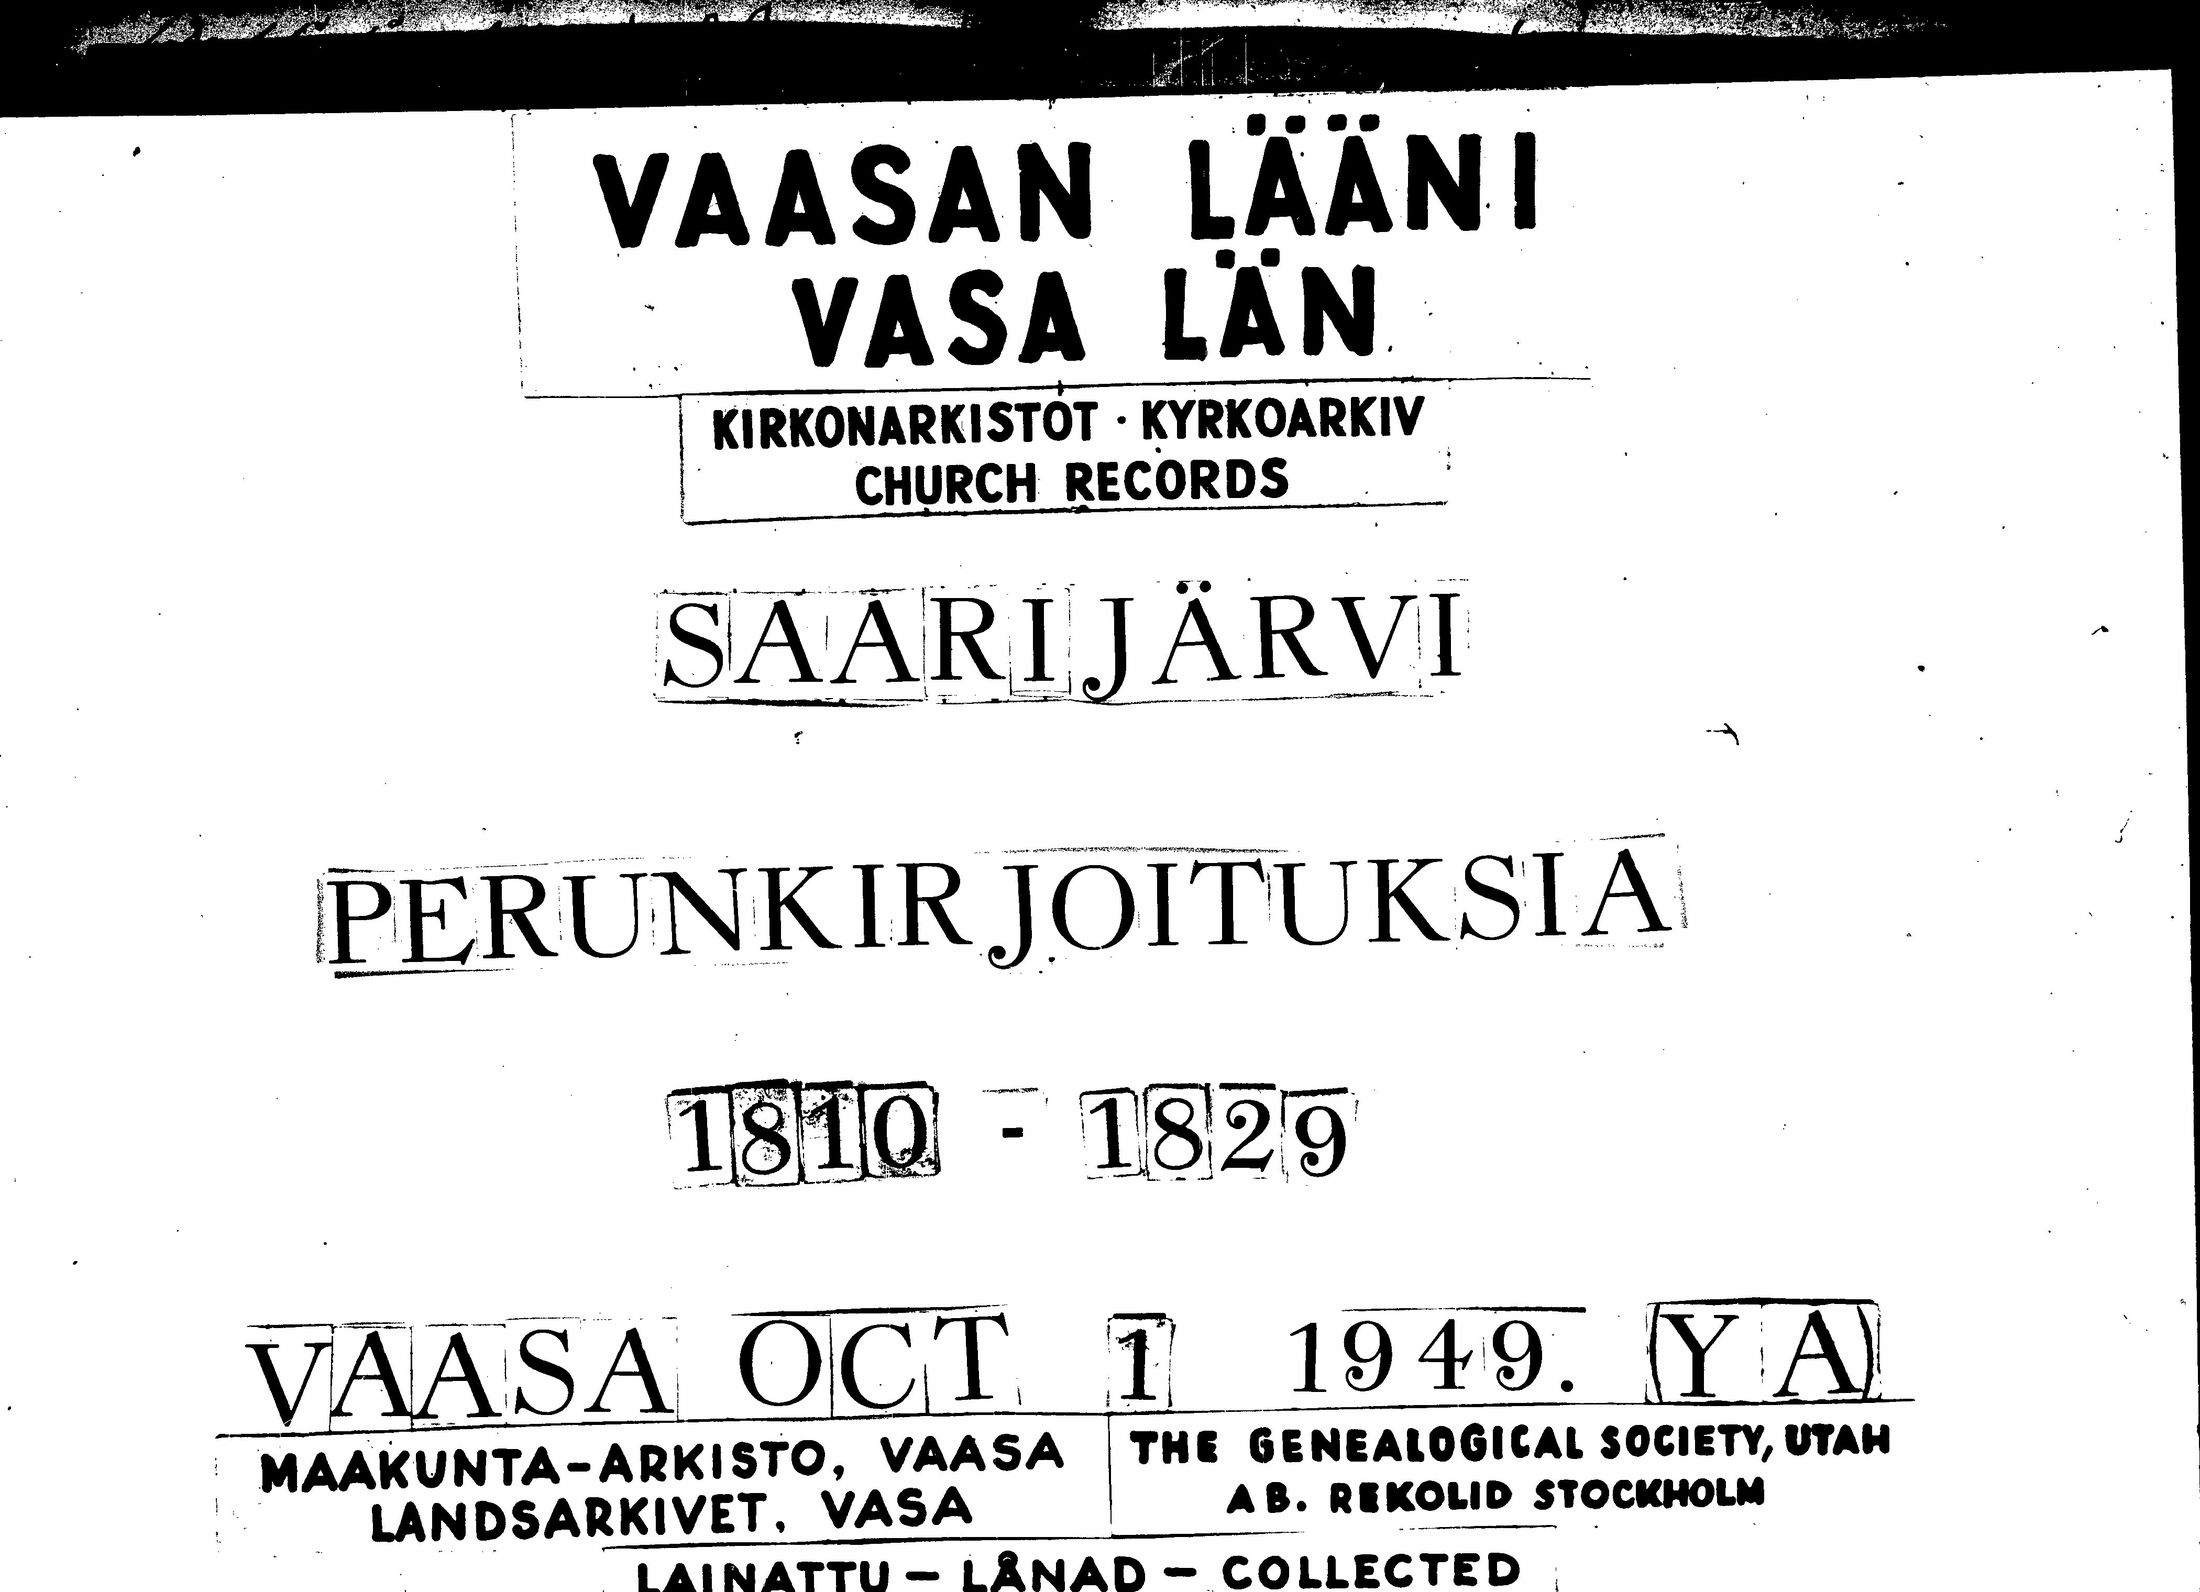 VAASAN LÄÄNI
VASA LÄN
KIRKONARKISTOT · KYRKOARKIV
CHURCH RECORDS
SAARIJÄRVI
PERUNKIRJOITUKSIA
1810 - 1829
VAASA OCT 1 1949. (YA)
MAAKUNTA-ARKISTO, VAASA
LANDSARKIVET, VASA
THE GENEALOGICAL SOCIETY, UTAH
AB. REKOLID STOCKHOLM
LAINATTU – LÅNAD – COLLECTED